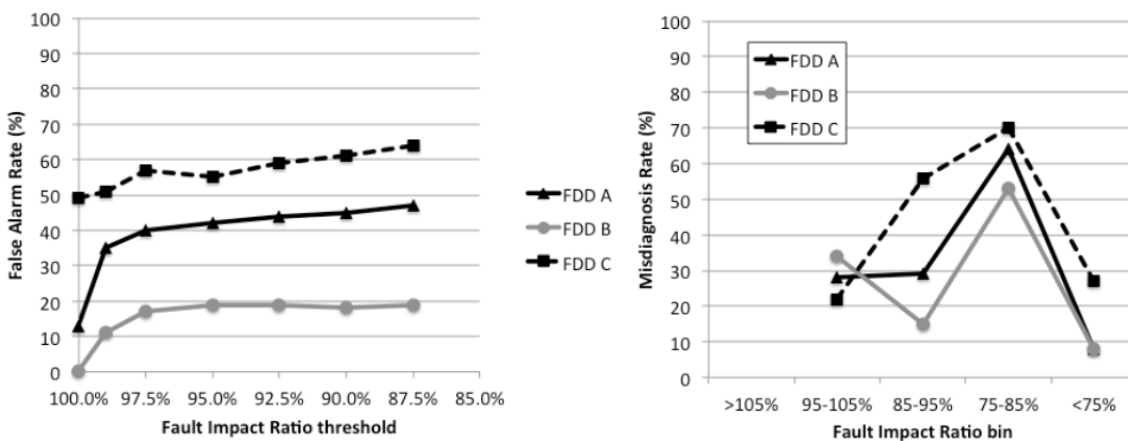 100
90
80
70
60
50
40
30
20
10
0
False Alarm Rate (%)
100.0% 97.5% 95.0% 92.5% 90.0% 87.5% 85.0%
Fault Impact Ratio threshold
FDD A
FDD B
FDD C
100
90
80
70
60
50
40
30
20
10
0
Misdiagnosis Rate (%)
FDD A
FDD B
FDD C
>105% 95-105% 85-95% 75-85% <75%
Fault Impact Ratio bin